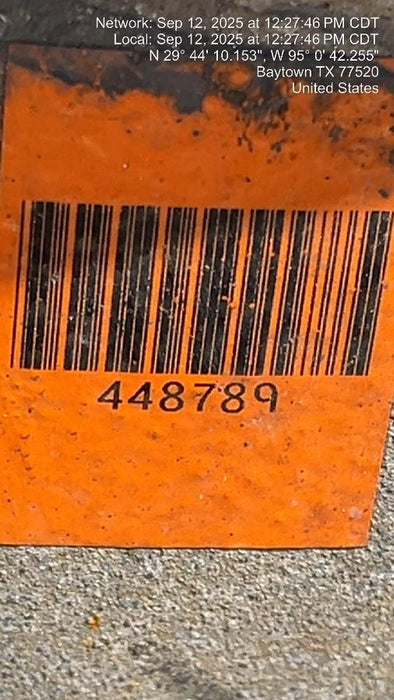 Network: Sep 12, 2025 at 12:27:46 PM CDT
Local: Sep 12, 2025 at 12:27:46 PM CDT
N 29° 44' 10.153", W 95° 0' 42.255"
Baytown TX 77520
United States
448789